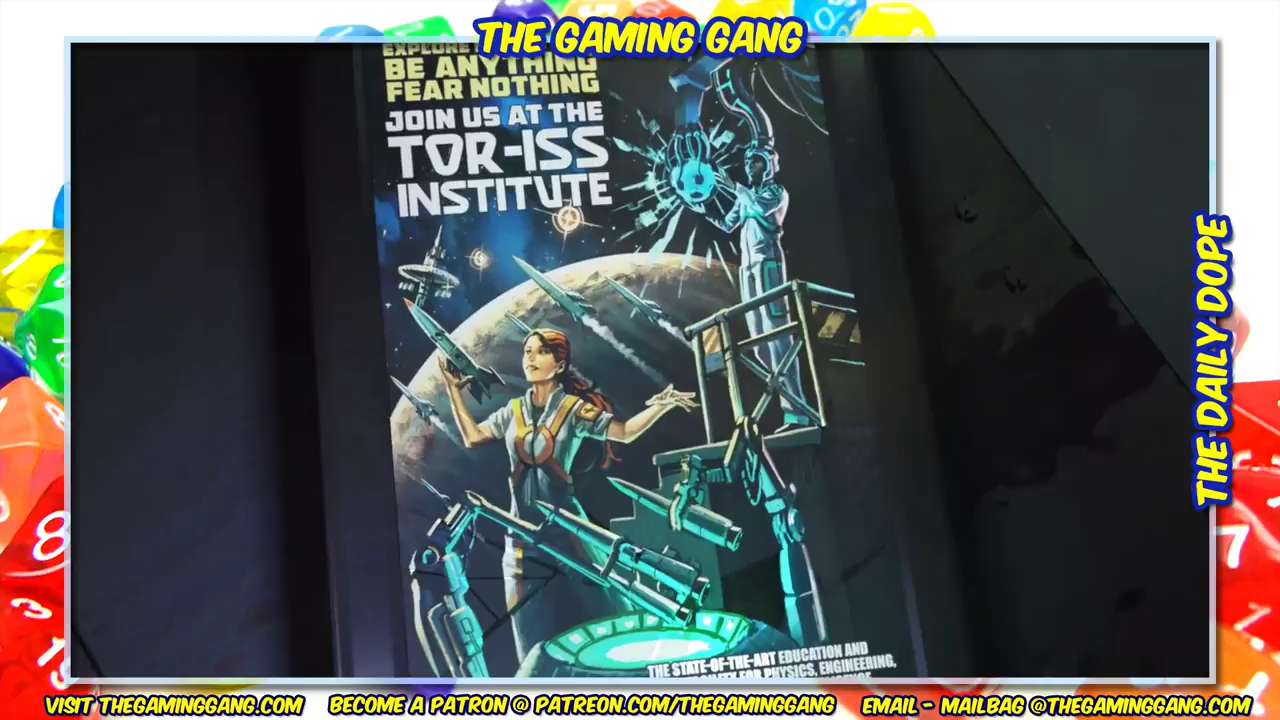 THE GAMING GANG
EXPLORE
BE ANYTHING
FEAR NOTHING
JOIN US AT THE
TOR-ISS
INSTITUTE
THE DAILY DOPE
THE STATE-OF-THE-ART EDUCATION AND
FOR PHYSICS, ENGINEERING,
VISIT THEGAMINGGANG.COM BECOME A PATRON @ PATREON.COM/THEGAMINGGANG EMAIL - MAILBAG @THEGAMINGGANG.COM